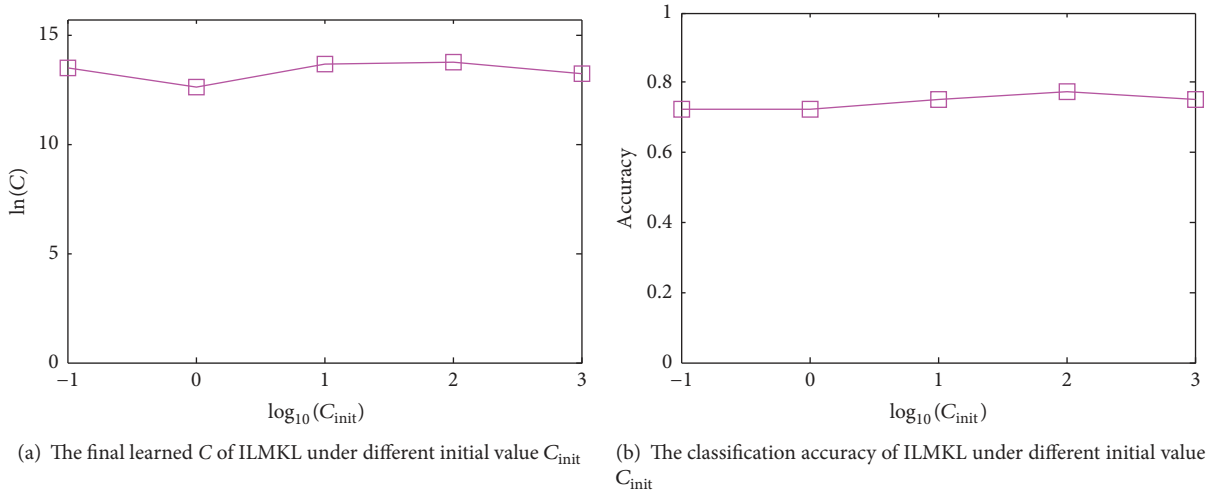 15
10
5
0
ln(C)
−1
0
1
2
3
log10(Cinit)
(a) The final learned C of ILMKL under different initial value Cinit
1
0.8
0.6
0.4
0.2
0
Accuracy
−1
0
1
2
3
log10(Cinit)
(b) The classification accuracy of ILMKL under different initial value
Cinit